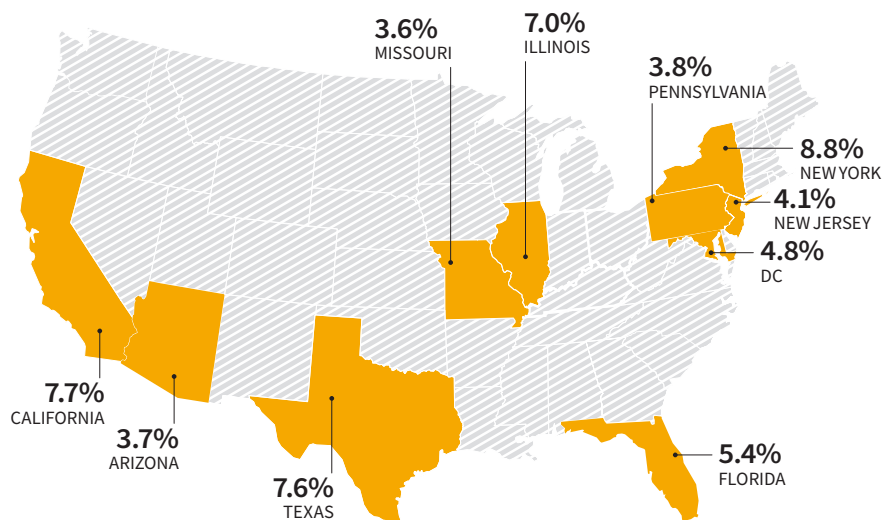 3.6%
MISSOURI
7.0%
ILLINOIS
3.8%
PENNSYLVANIA
8.8%
NEW YORK
4.1%
NEW JERSEY
4.8%
DC
7.7%
CALIFORNIA
3.7%
ARIZONA
7.6%
TEXAS
5.4%
FLORIDA